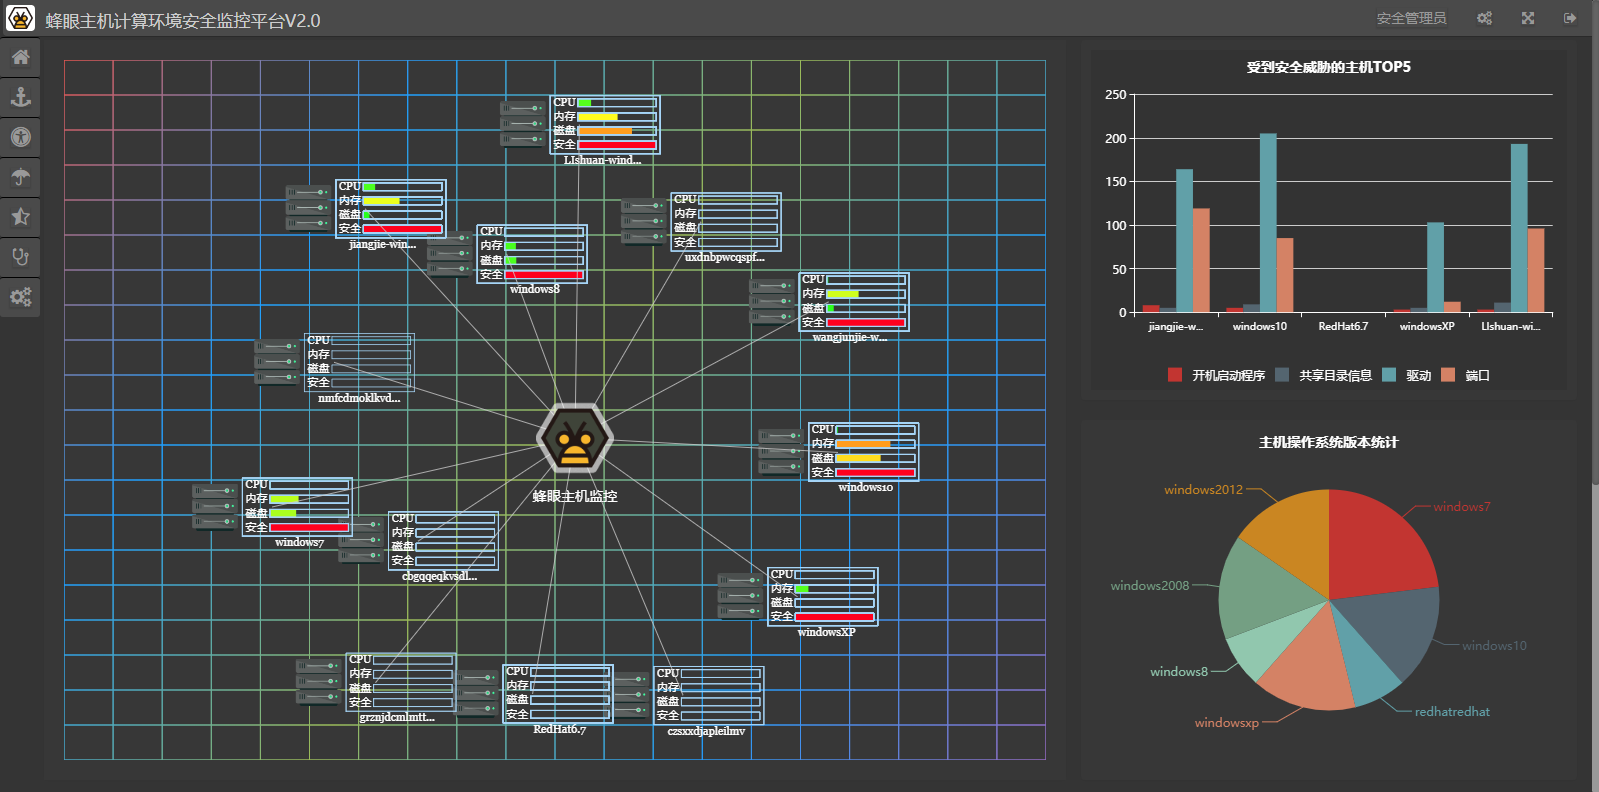 蜂眼主机计算环境安全监控平台V2.0
安全管理员
CPU
内存
磁盘
安全
LIshuan-wind...
CPU
内存
磁盘
安全
jiangjie-win...
CPU
内存
磁盘
安全
uxdnbpwcqspf...
CPU
内存
磁盘
安全
windows8
CPU
内存
磁盘
安全
wangjunjie-w...
CPU
内存
磁盘
安全
nmfcdmoklkvd...
CPU
内存
磁盘
安全
windows10
蜂眼主机监控
CPU
内存
磁盘
安全
windows7
CPU
内存
磁盘
安全
cbgqqeqkvsdl...
CPU
内存
磁盘
安全
windowsXP
CPU
内存
磁盘
安全
grznjdcmlmtt...
CPU
内存
磁盘
安全
RedHat6.7
CPU
内存
磁盘
安全
czsxxdjapleilmv
受到安全威胁的主机TOP5
250
200
150
100
50
0
jiangjie-w...
windows10
RedHat6.7
windowsXP
LIshuan-wi...
开机启动程序
共享目录信息
驱动
端口
主机操作系统版本统计
windows2012
windows7
windows2008
windows10
windows8
redhatredhat
windowsxp